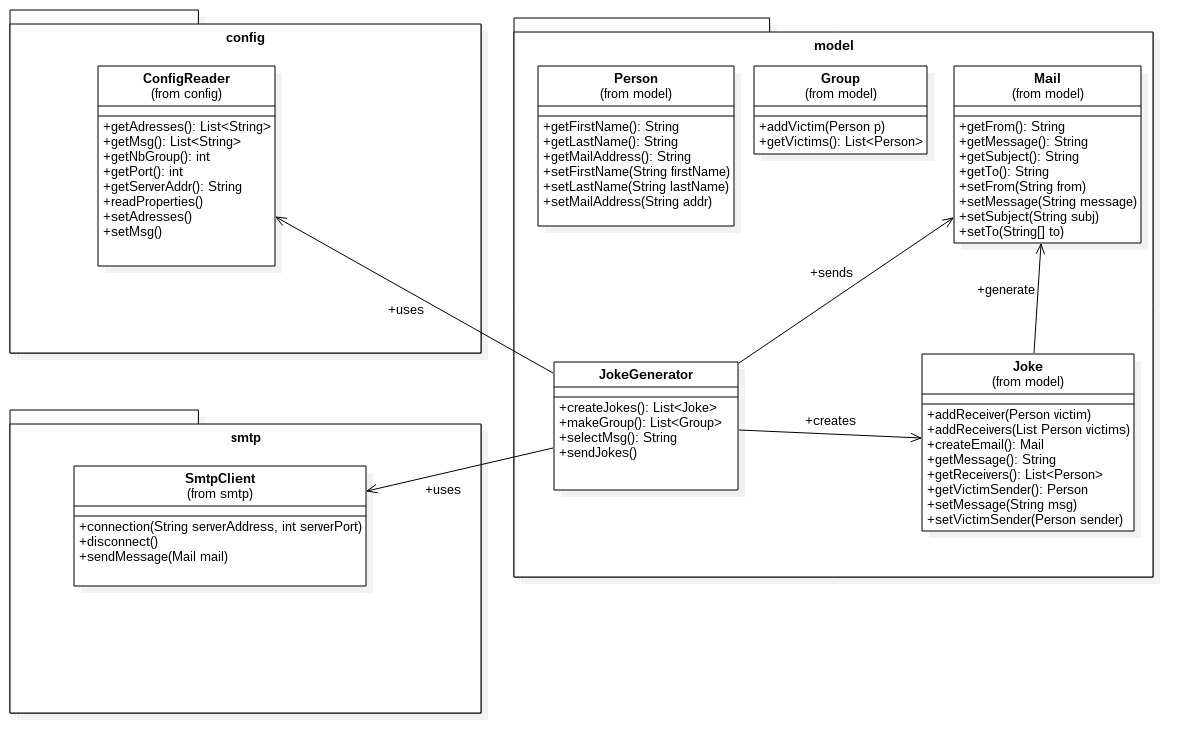 config
ConfigReader
(from config)
+getAdresses(): List<String>
+getMsg(): List<String>
+getNbGroup(): int
+getPort(): int
+getServerAddr(): String
+readProperties()
+setAdresses()
+setMsg()
model
Person
(from model)
+getFirstName(): String
+getLastName(): String
+getMailAddress(): String
+setFirstName(String firstName)
+setLastName(String lastName)
+setMailAddress(String addr)
Group
(from model)
+addVictim(Person p)
+getVictims(): List<Person>
Mail
(from model)
+getFrom(): String
+getMessage(): String
+getSubject(): String
+getTo(): String
+setFrom(String from)
+setMessage(String message)
+setSubject(String subj)
+setTo(String[] to)
+sends
+generate
+uses
JokeGenerator
+createJokes(): List<Joke>
+makeGroup(): List<Group>
+selectMsg(): String
+sendJokes()
+creates
Joke
(from model)
+addReceiver(Person victim)
+addReceivers(List Person victims)
+createEmail(): Mail
+getMessage(): String
+getReceivers(): List<Person>
+getVictimSender(): Person
+setMessage(String msg)
+setVictimSender(Person sender)
smtp
SmtpClient
(from smtp)
+connection(String serverAddress, int serverPort)
+disconnect()
+sendMessage(Mail mail)
+uses